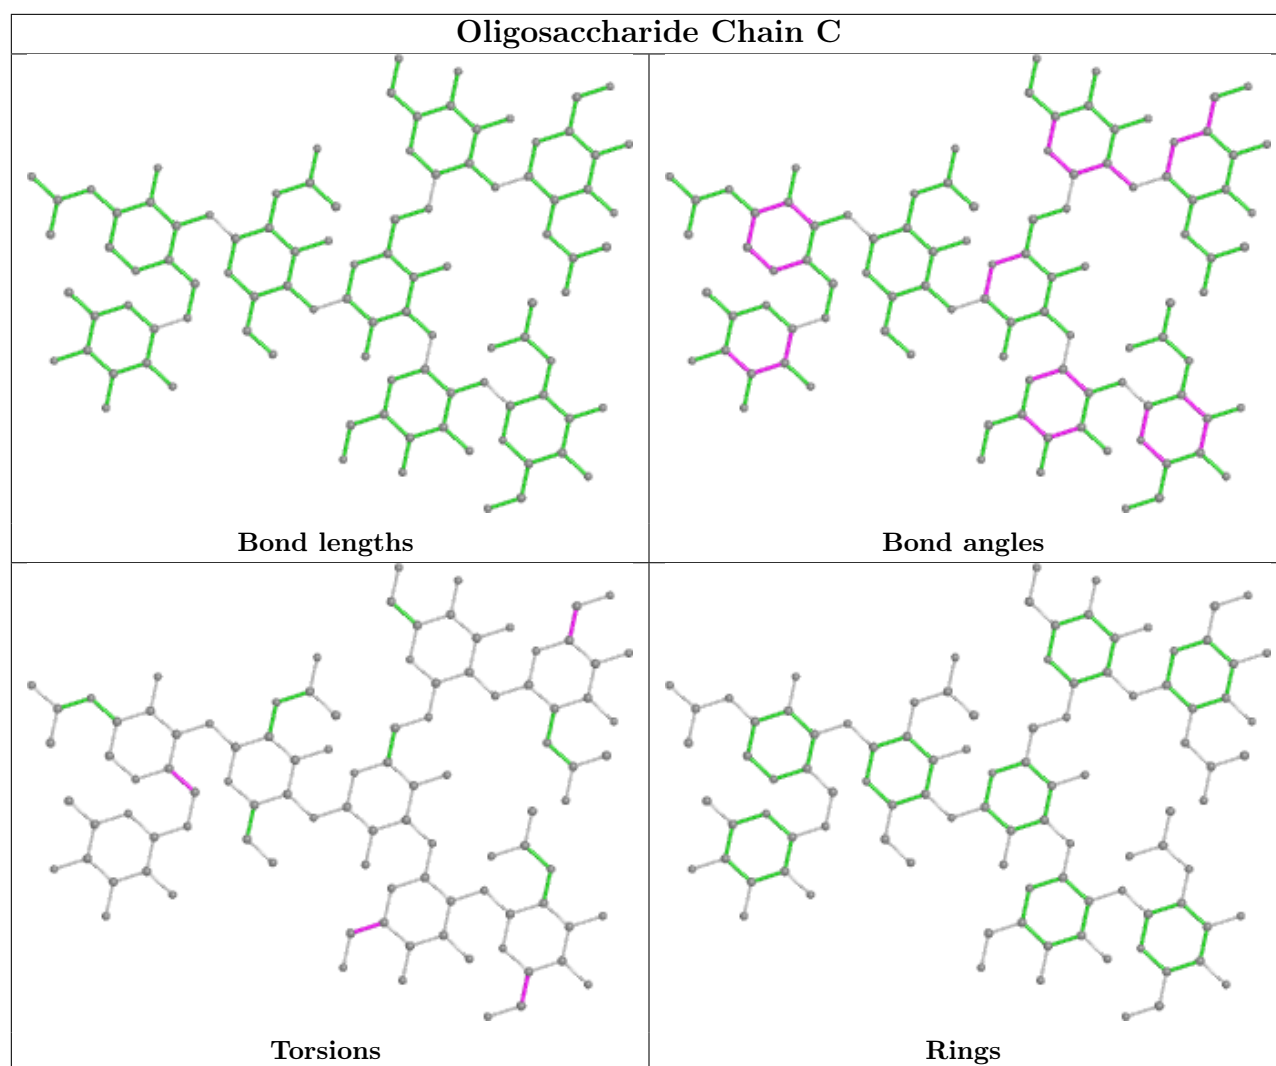 Oligosaccharide Chain C
Bond lengths
Bond angles
Torsions
Rings